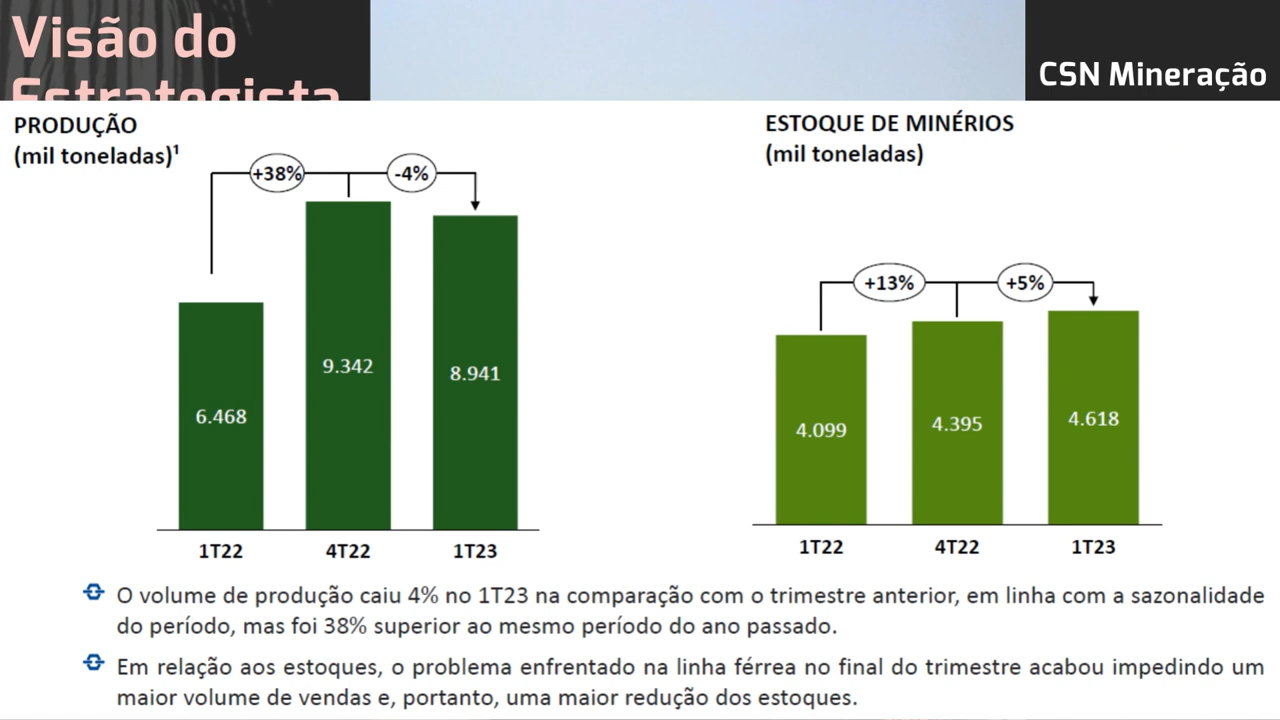 Visão do
Estrategista
CSN Mineração
PRODUÇÃO
(mil toneladas)¹
+38%
-4%
6.468
9.342
8.941
1T22
4T22
1T23
ESTOQUE DE MINÉRIOS
(mil toneladas)
+13%
+5%
4.099
4.395
4.618
1T22
4T22
1T23
O volume de produção caiu 4% no 1T23 na comparação com o trimestre anterior, em linha com a sazonalidade
do período, mas foi 38% superior ao mesmo período do ano passado.
Em relação aos estoques, o problema enfrentado na linha férrea no final do trimestre acabou impedindo um
maior volume de vendas e, portanto, uma maior redução dos estoques.